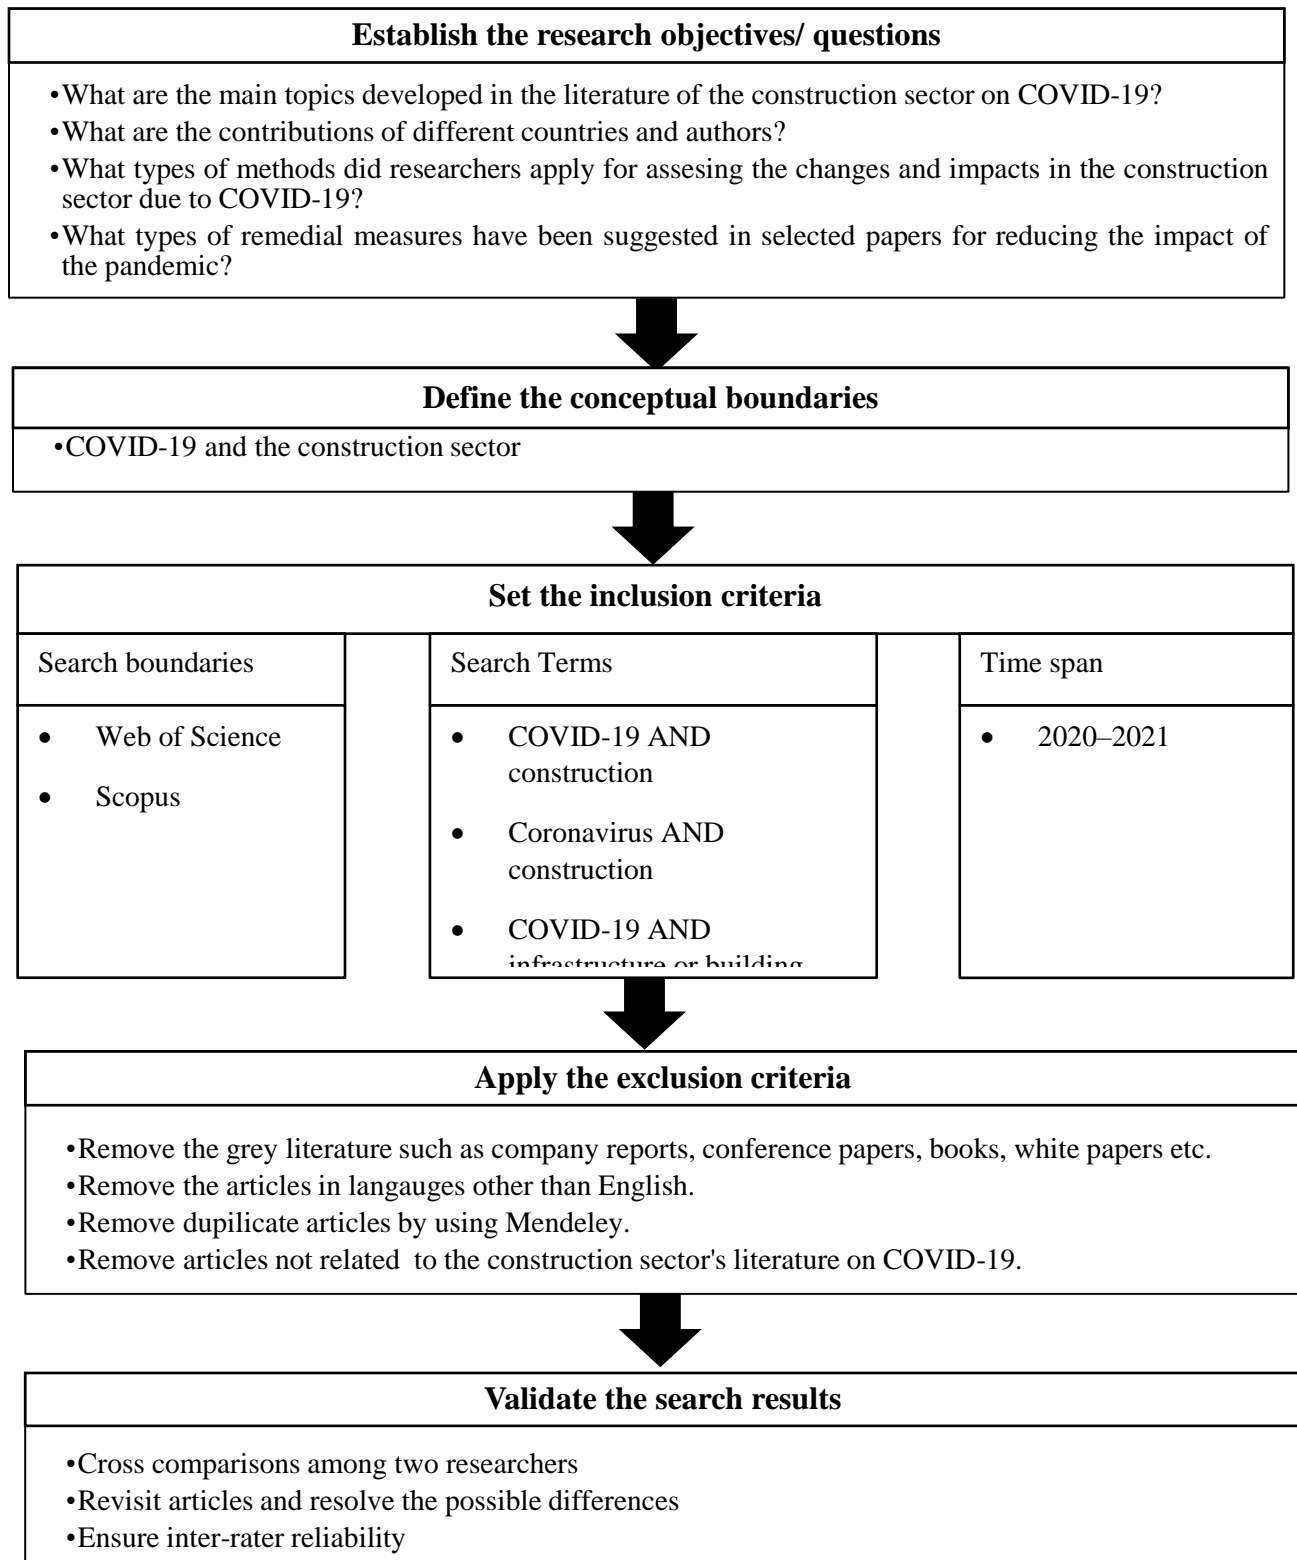 Establish the research objectives/ questions
•What are the main topics developed in the literature of the construction sector on COVID-19?
•What are the contributions of different countries and authors?
•What types of methods did researchers apply for assesing the changes and impacts in the construction
sector due to COVID-19?
•What types of remedial measures have been suggested in selected papers for reducing the impact of
the pandemic?
Define the conceptual boundaries
•COVID-19 and the construction sector
Set the inclusion criteria
Search boundaries
• Web of Science
• Scopus
Search Terms
• COVID-19 AND
construction
• Coronavirus AND
construction
• COVID-19 AND
infrastructure or building
Time span
• 2020–2021
Apply the exclusion criteria
•Remove the grey literature such as company reports, conference papers, books, white papers etc.
•Remove the articles in langauges other than English.
•Remove dupilicate articles by using Mendeley.
•Remove articles not related to the construction sector's literature on COVID-19.
Validate the search results
•Cross comparisons among two researchers
•Revisit articles and resolve the possible differences
•Ensure inter-rater reliability